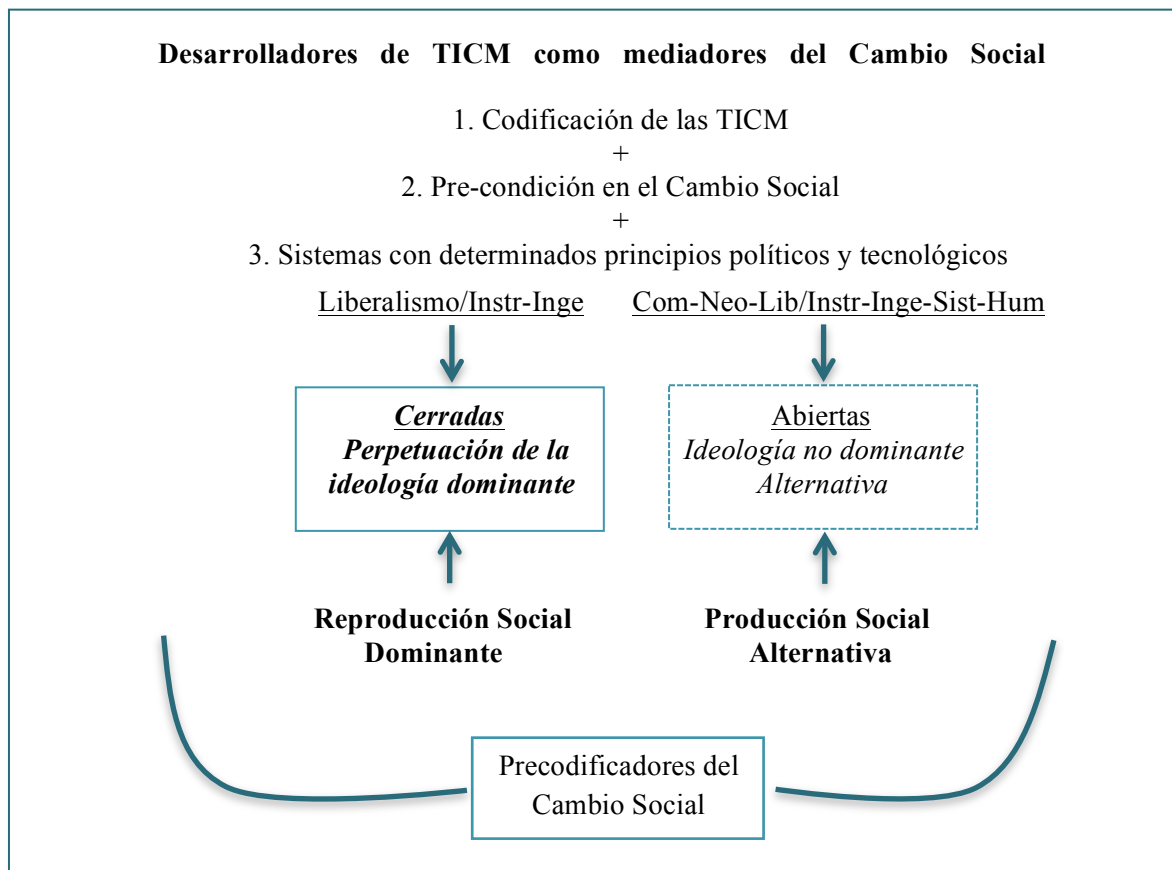 Desarrolladores de TICM como mediadores del Cambio Social
1. Codificación de las TICM
+
2. Pre-condición en el Cambio Social
+
3. Sistemas con determinados principios políticos y tecnológicos
Liberalismo/Instr-Inge
Com-Neo-Lib/Instr-Inge-Sist-Hum
Cerradas
Perpetuación de la
ideología dominante
Abiertas
Ideología no dominante
Alternativa
Reproducción Social
Dominante
Producción Social
Alternativa
Precodificadores del
Cambio Social